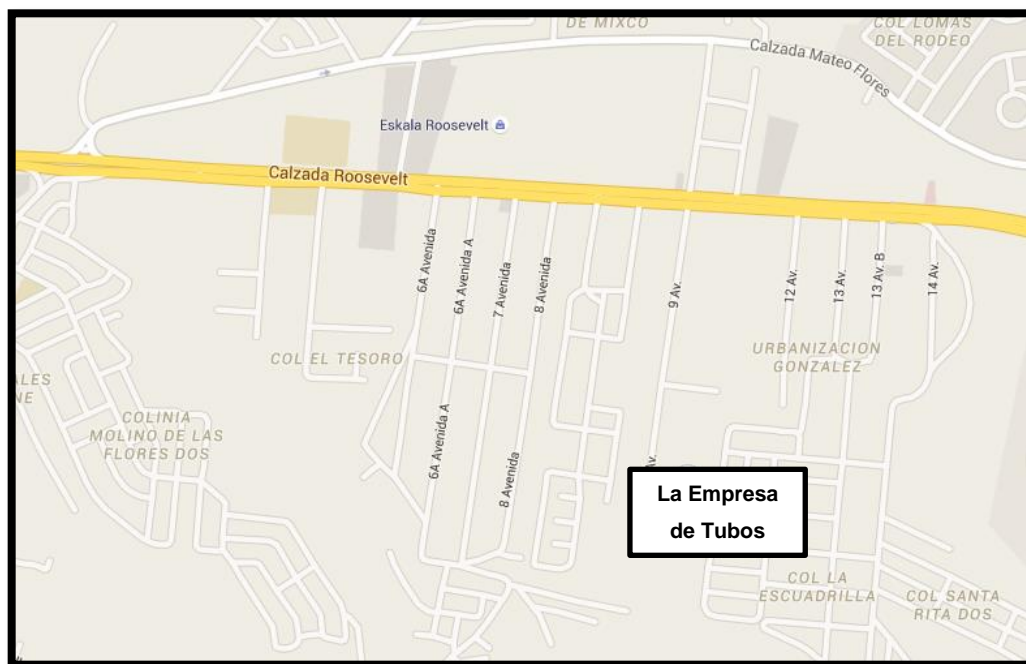 DE MIXCO
COL LOMAS
DEL RODEO
Calzada Mateo Flores
Eskala Roosevelt
Calzada Roosevelt
6A Avenida
6A Avenida A
7 Avenida
8 Avenida
9 Av.
12 Av.
13 Av.
13 Av. B
14 Av.
COL EL TESORO
URBANIZACION
GONZALEZ
ALES
NE
COLINIA
MOLINO DE LAS
FLORES DOS
6A Avenida A
8 Avenida
Av.
La Empresa
de Tubos
COL LA
ESCUADRILLA
COL SANTA
RITA DOS